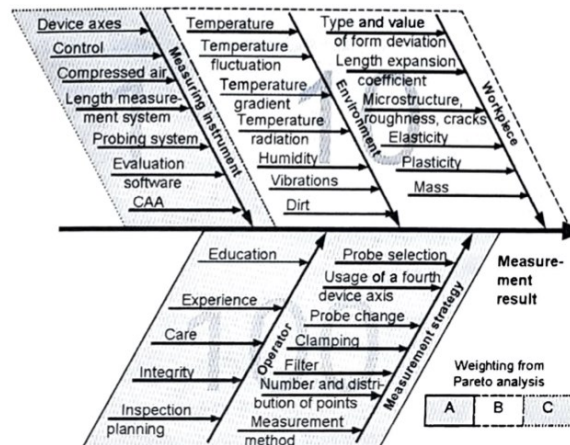 Device axes
Control
Compressed air
Length measure-
ment system
Probing system
Evaluation
software
CAA
Measuring instrument
1
Temperature
Temperature
fluctuation
Temperature
gradient
Temperature
radiation
Humidity
Vibrations
Dirt
Environment
10
Type and value
of form deviation
Length expansion
coefficient
Microstructure,
roughness, cracks
Elasticity
Plasticity
Mass
Workpiece
Education
Experience
Care
Integrity
Inspection
planning
Operator
100
Probe selection
Usage of a fourth
device axis
Probe change
Clamping
Filter
Number and distri-
bution of points
Measurement
method
Measurement strategy
Measure-
ment
result
Weighting from
Pareto analysis
A B C